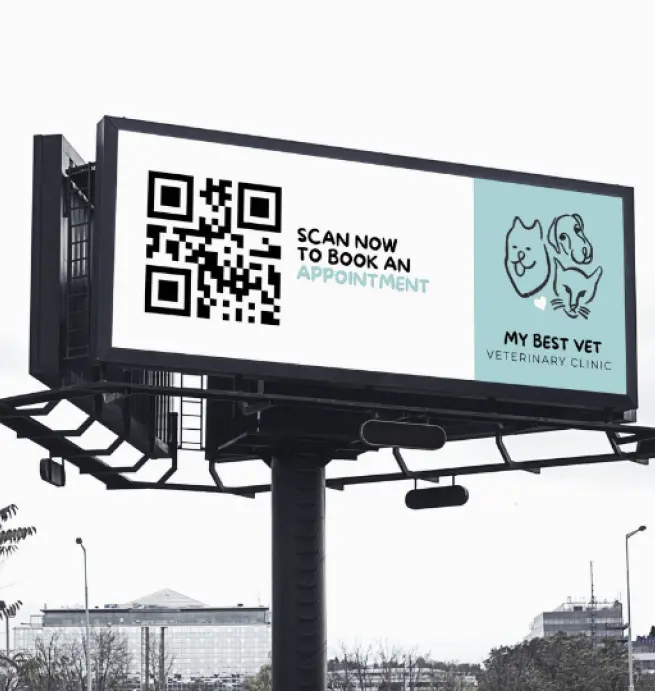 SCAN NOW
TO BOOK AN
APPOINTMENT
MY BEST VET
VETERINARY CLINIC